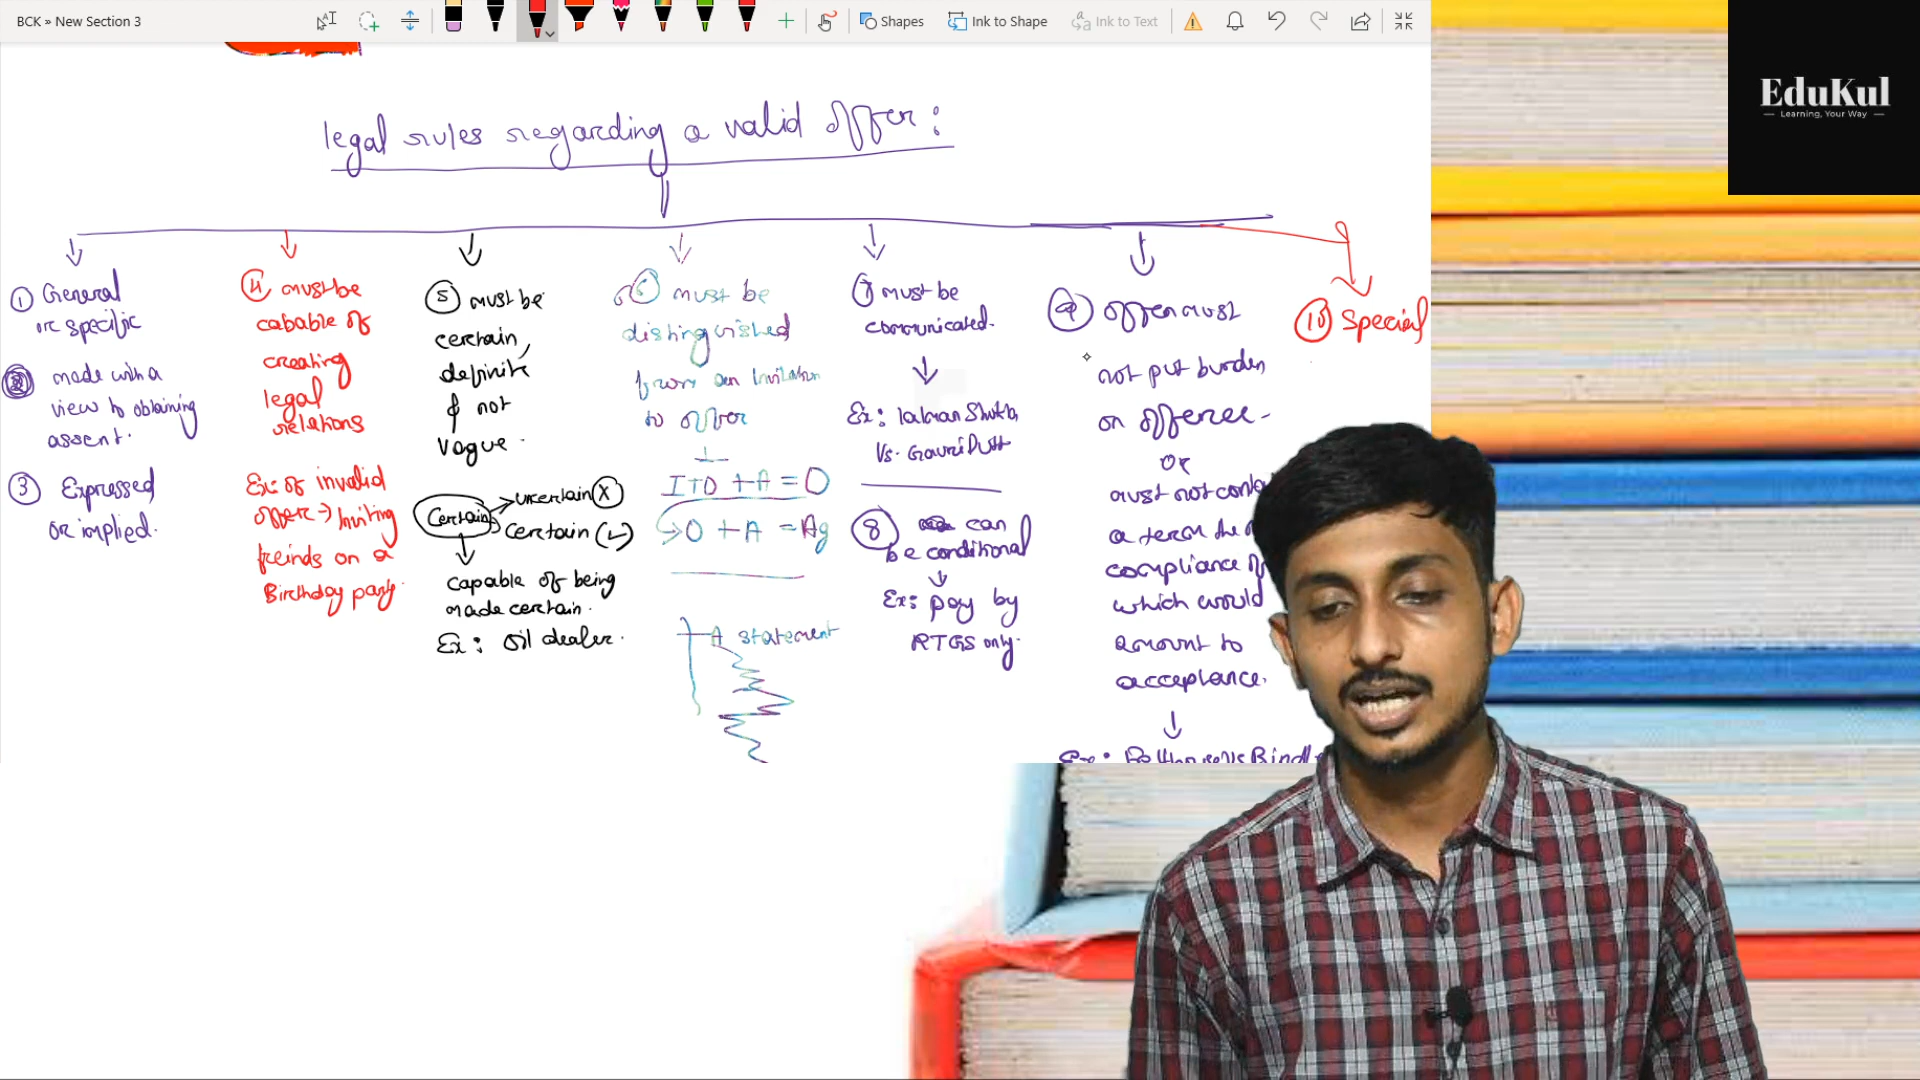 BCK » New Section 3
Shapes
Ink to Shape
Ink to Text
EduKul
— Learning, Your Way —
legal rules regarding a valid offer:
① General
or specific
② made with a
view to obtaining
assent.
③ Expressed
or implied.
④ must be
cabable of
creating
legal
relations
Ex: of invalid
offer → Inviting
freinds on a
Birthday party.
⑤ must be
certain,
definite
& not
vague.
Certain → uncertain (X)
→ certain (✓)
capable of being
made certain.
Ex: oil dealer.
⑥ must be
distinguished
from an Invitation
to offer
ITO + A = O
→ O + A = Ag
A statement
⑦ must be
communicated.
Ex: lalman Shukla
Vs. Gauri Dutt
⑧ can
be conditional
Ex: pay by
RTGS only.
⑨ offer must
not put burden
on offeree -
or
must not
a term the
compliance of
which would
amount to
acceptance.
Ex:
⑩ Special